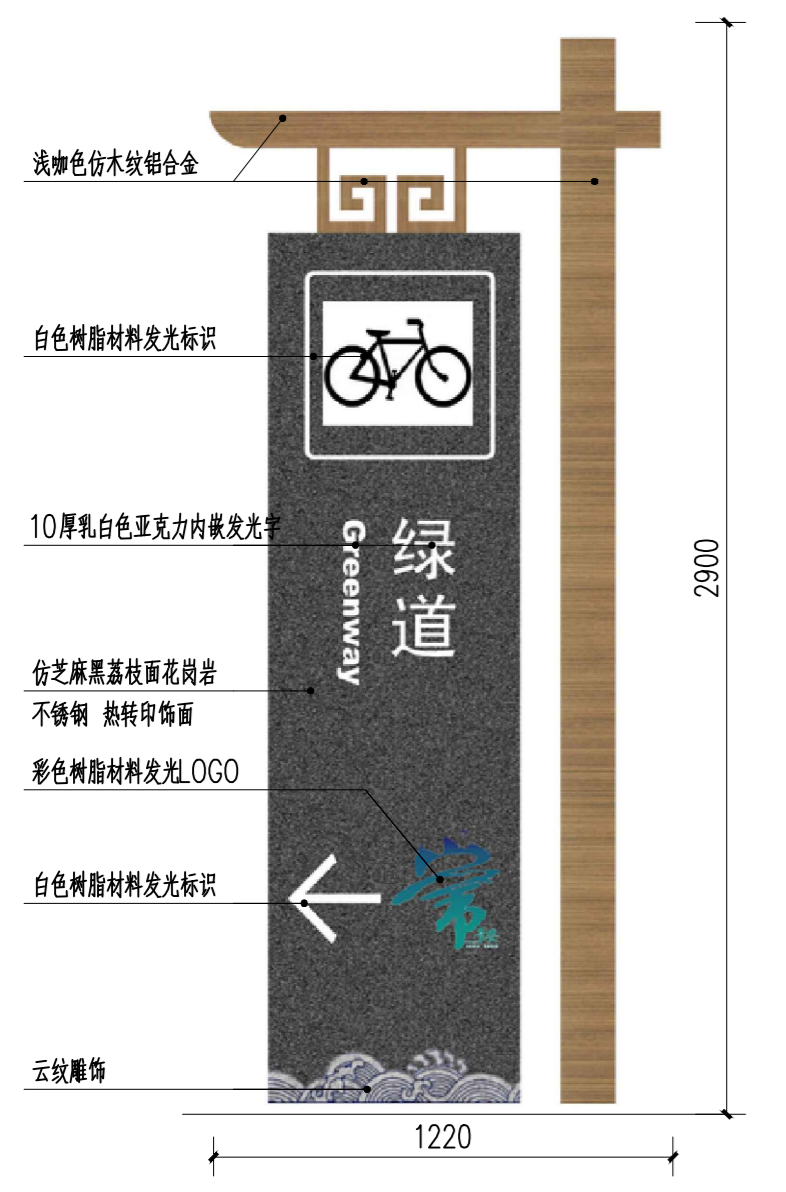 浅咖色仿木纹铝合金
白色树脂材料发光标识
10厚乳白色亚克力内嵌发光字
绿道
Greenway
2900
仿芝麻黑荔枝面花岗岩
不锈钢 热转印饰面
彩色树脂材料发光LOGO
常
白色树脂材料发光标识
云纹雕饰
1220